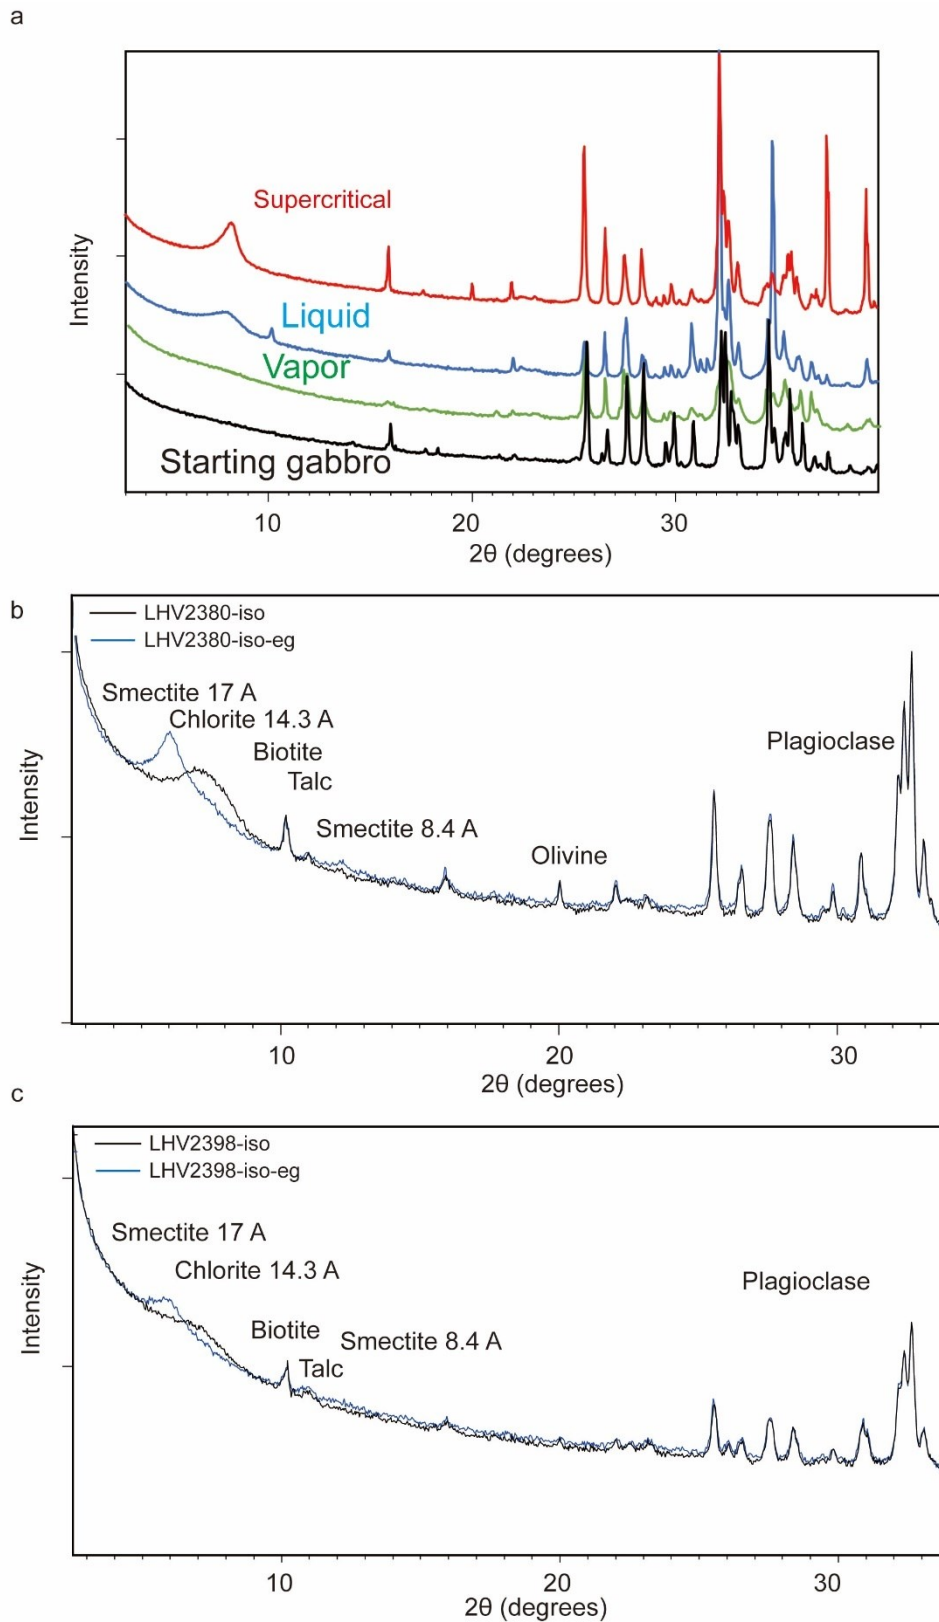 a
Supercritical
Liquid
Vapor
Starting gabbro
Intensity
10
20
30
2θ (degrees)
b
LHV2380-iso
LHV2380-iso-eg
Smectite 17 A
Chlorite 14.3 A
Biotite
Talc
Smectite 8.4 A
Olivine
Plagioclase
Intensity
10
20
30
2θ (degrees)
c
LHV2398-iso
LHV2398-iso-eg
Smectite 17 A
Chlorite 14.3 A
Biotite
Talc
Smectite 8.4 A
Plagioclase
Intensity
10
20
30
2θ (degrees)